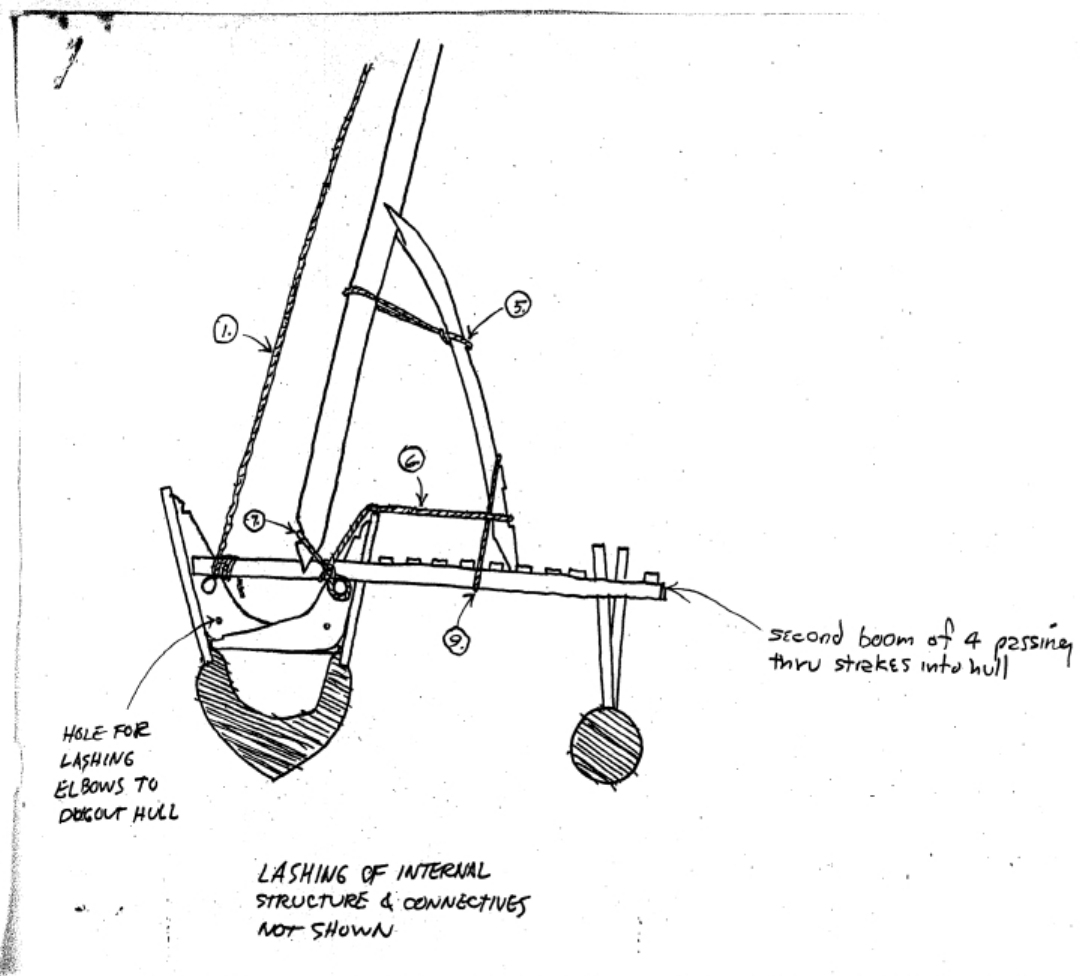 1.
5.
6.
7.
9.
second boom of 4 passing
thru strakes into hull
HOLE FOR
LASHING
ELBOWS TO
DUGOUT HULL
LASHING OF INTERNAL
STRUCTURE & CONNECTIVES
NOT SHOWN